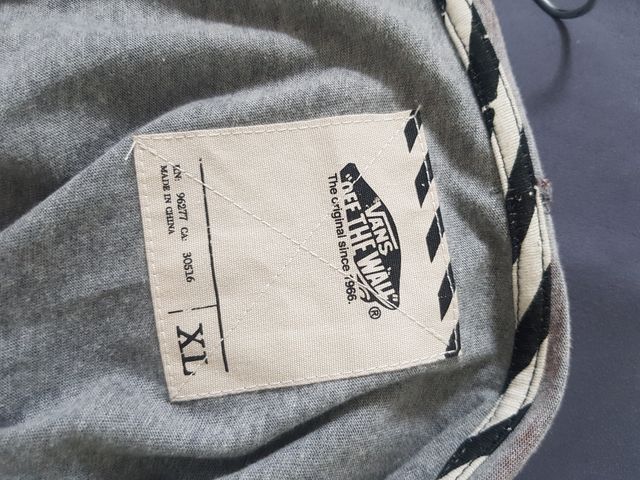 VANS
"OFF THE WALL"®
The original since 1966.
RN: 96277 CA: 30516
MADE IN CHINA
XL